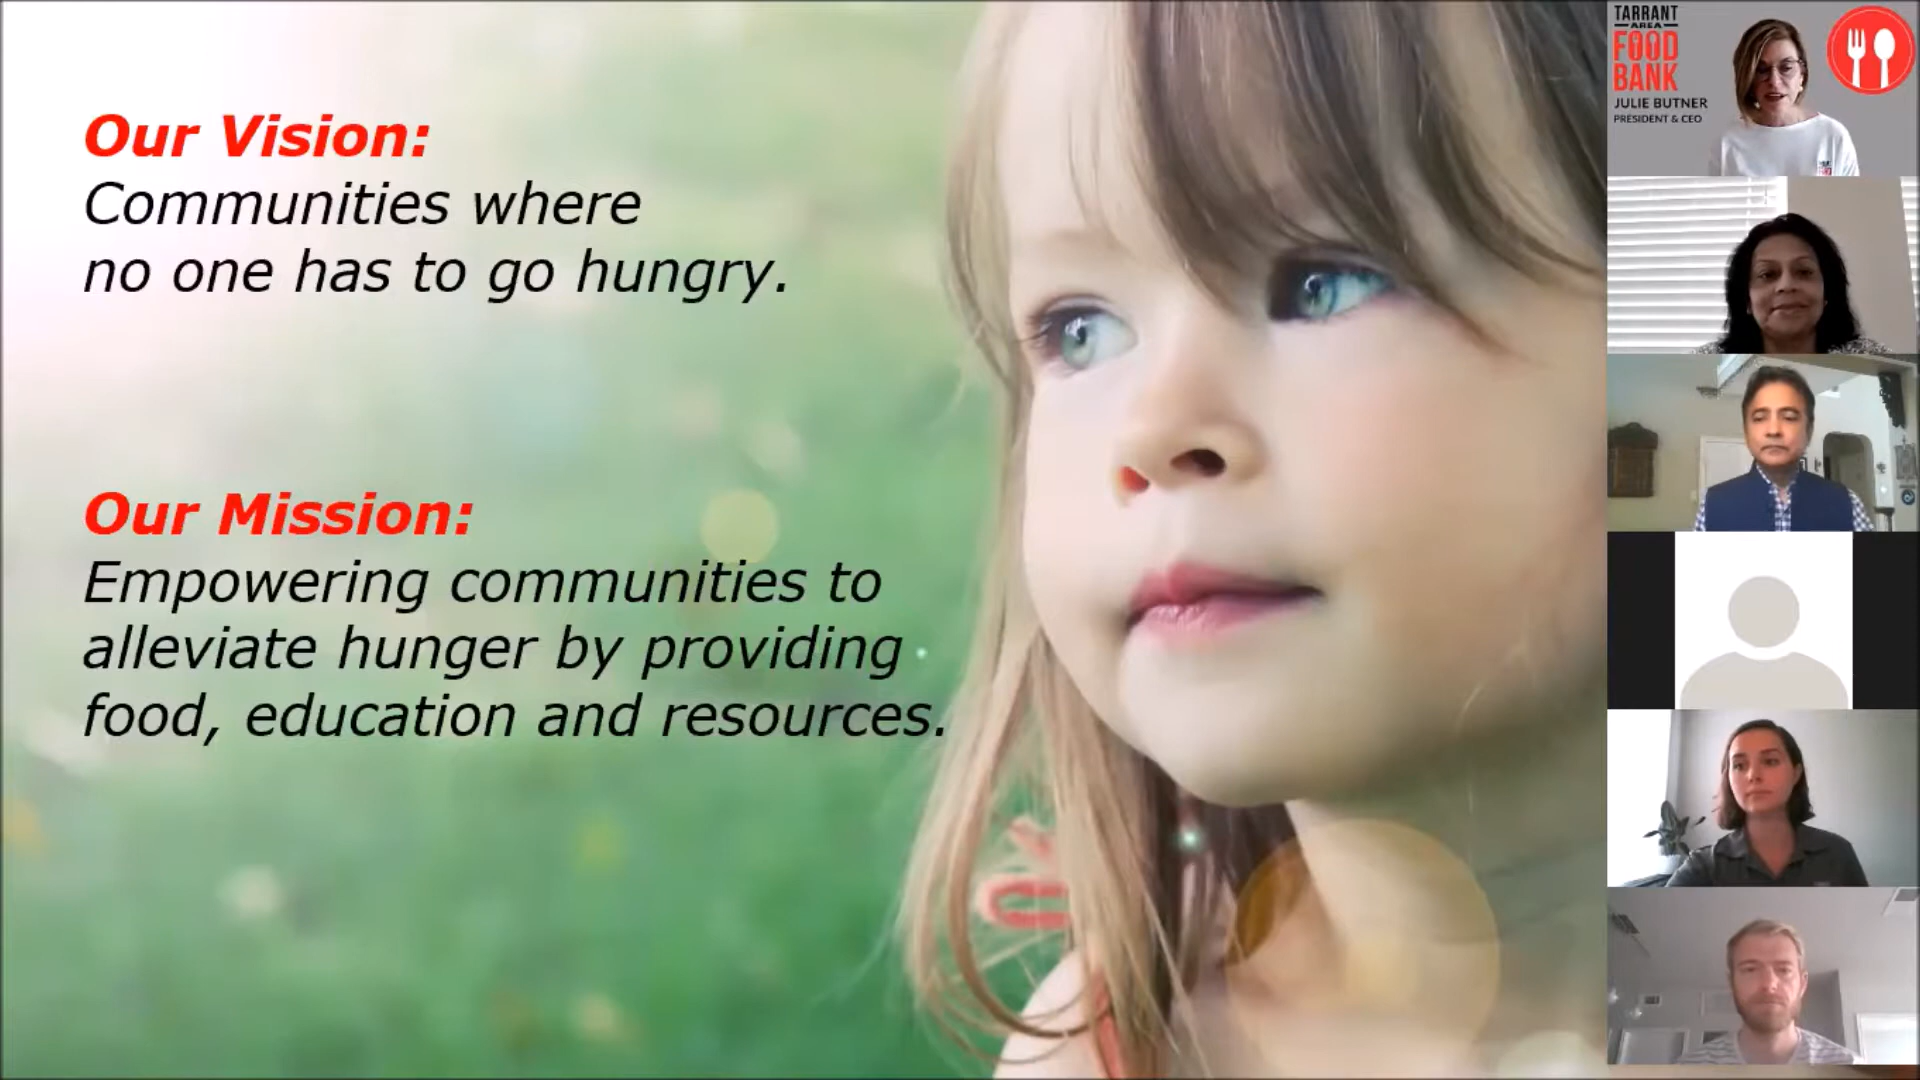 Our Vision:
Communities where
no one has to go hungry.
Our Mission:
Empowering communities to
alleviate hunger by providing
food, education and resources.
TARRANT
AREA
FOOD
BANK
JULIE BUTNER
PRESIDENT & CEO